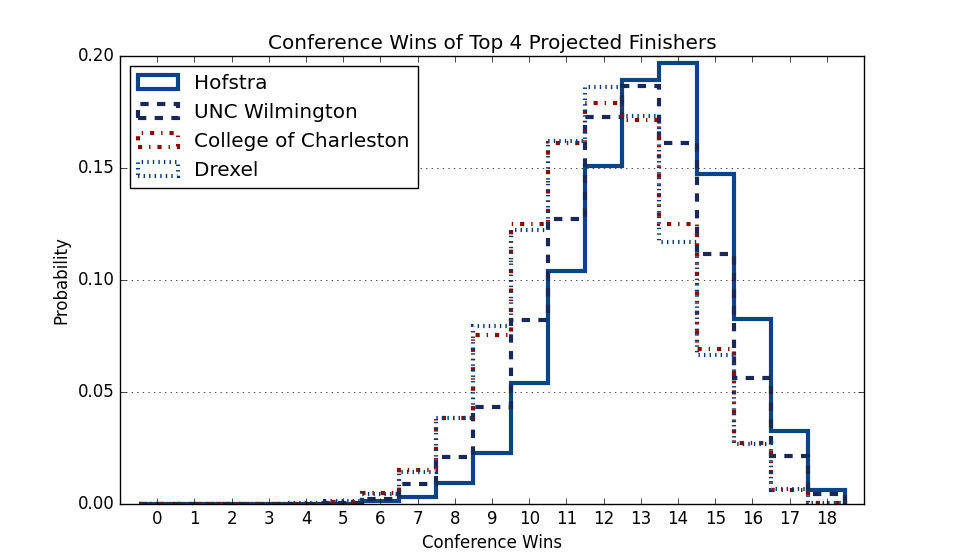 Conference Wins of Top 4 Projected Finishers
Hofstra
UNC Wilmington
College of Charleston
Drexel
0.20
0.15
0.10
0.05
0.00
Probability
0 1 2 3 4 5 6 7 8 9 10 11 12 13 14 15 16 17 18
Conference Wins